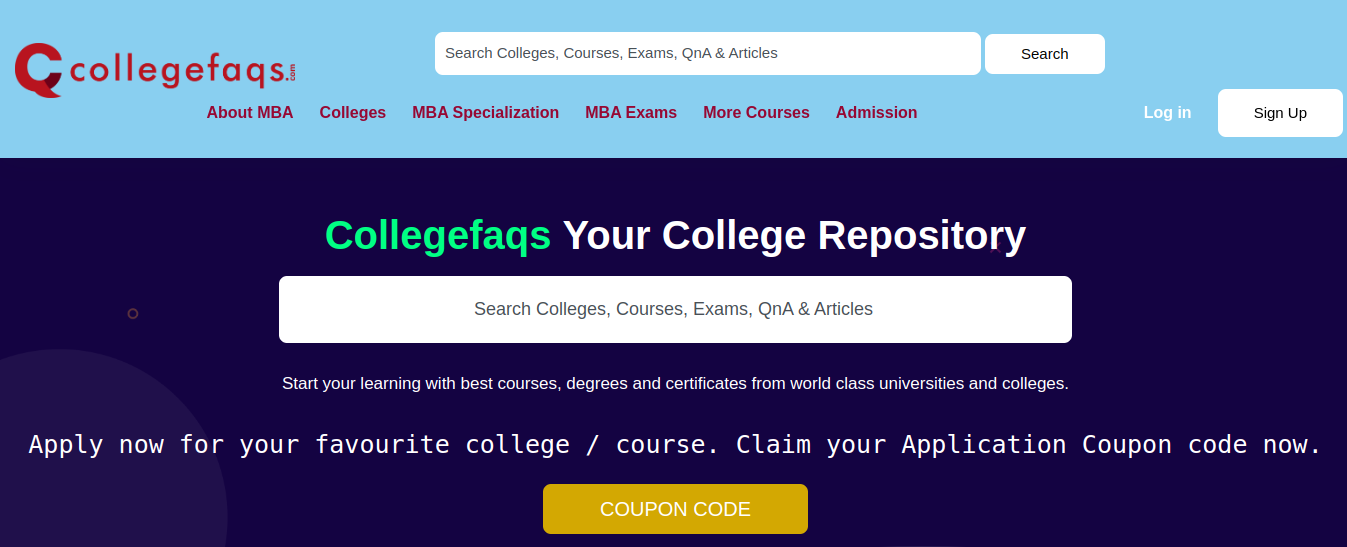 Search Colleges, Courses, Exams, QnA & Articles
Search
collegefaqs.com
About MBA Colleges MBA Specialization MBA Exams More Courses Admission Log in Sign Up
Collegefaqs Your College Repository
Search Colleges, Courses, Exams, QnA & Articles
Start your learning with best courses, degrees and certificates from world class universities and colleges.
Apply now for your favourite college / course. Claim your Application Coupon code now.
COUPON CODE